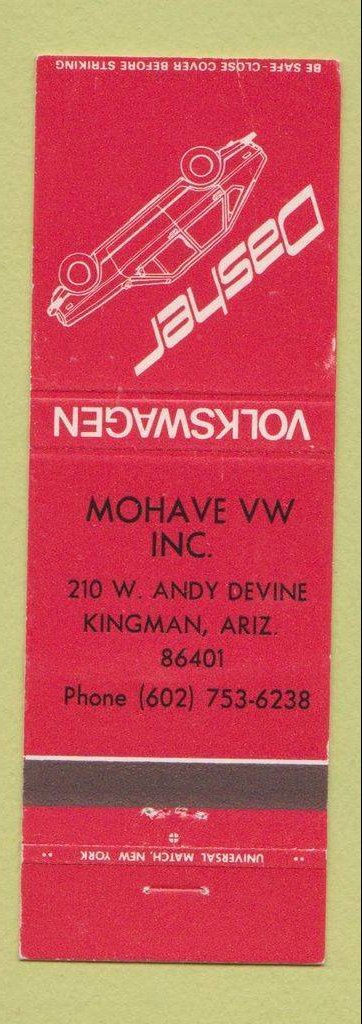 BE SAFE-CLOSE COVER BEFORE STRIKING
Dasher
VOLKSWAGEN
MOHAVE VW
INC.
210 W. ANDY DEVINE
KINGMAN, ARIZ.
86401
Phone (602) 753-6238
UNIVERSAL MATCH, NEW YORK